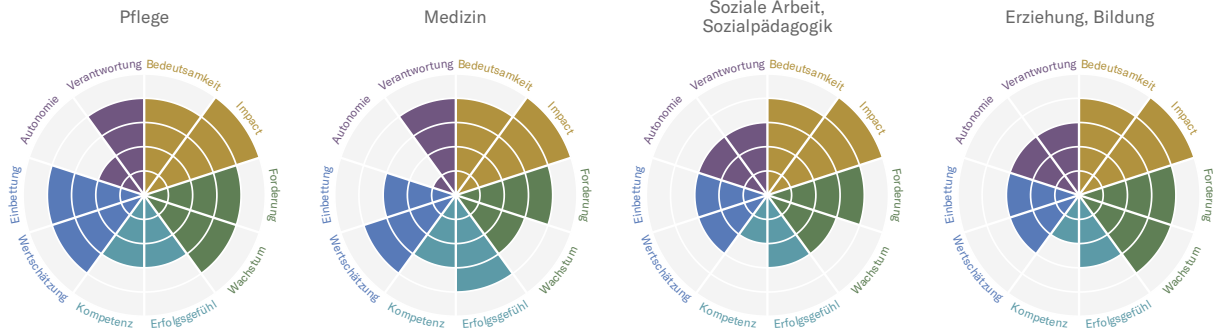 Pflege
Verantwortung
Bedeutsamkeit
Impact
Forderung
Wachstum
Erfolgsgefühl
Kompetenz
Wertschätzung
Einbettung
Autonomie
Medizin
Verantwortung
Bedeutsamkeit
Impact
Forderung
Wachstum
Erfolgsgefühl
Kompetenz
Wertschätzung
Einbettung
Autonomie
Soziale Arbeit,
Sozialpädagogik
Verantwortung
Bedeutsamkeit
Impact
Forderung
Wachstum
Erfolgsgefühl
Kompetenz
Wertschätzung
Einbettung
Autonomie
Erziehung, Bildung
Verantwortung
Bedeutsamkeit
Impact
Forderung
Wachstum
Erfolgsgefühl
Kompetenz
Wertschätzung
Einbettung
Autonomie